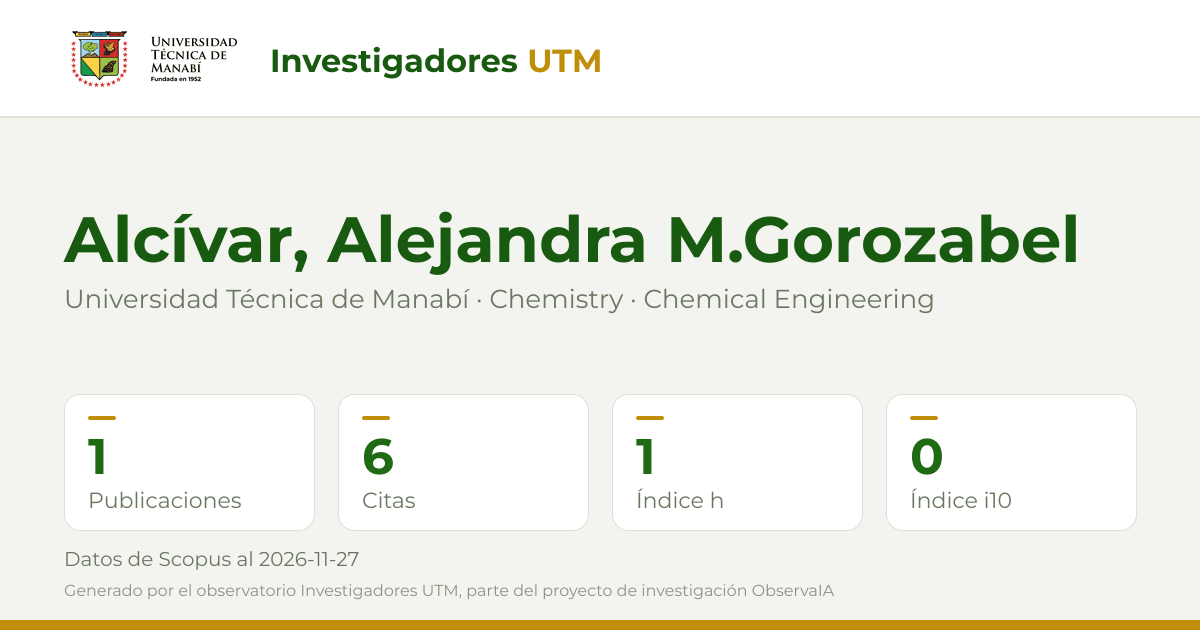 UNIVERSIDAD
TÉCNICA DE
MANABÍ
Fundada en 1952
Investigadores UTM
Alcívar, Alejandra M.Gorozabel
Universidad Técnica de Manabí · Chemistry · Chemical Engineering
1
Publicaciones
6
Citas
1
Índice h
0
Índice i10
Datos de Scopus al 2026-11-27
Generado por el observatorio Investigadores UTM, parte del proyecto de investigación ObservaIA